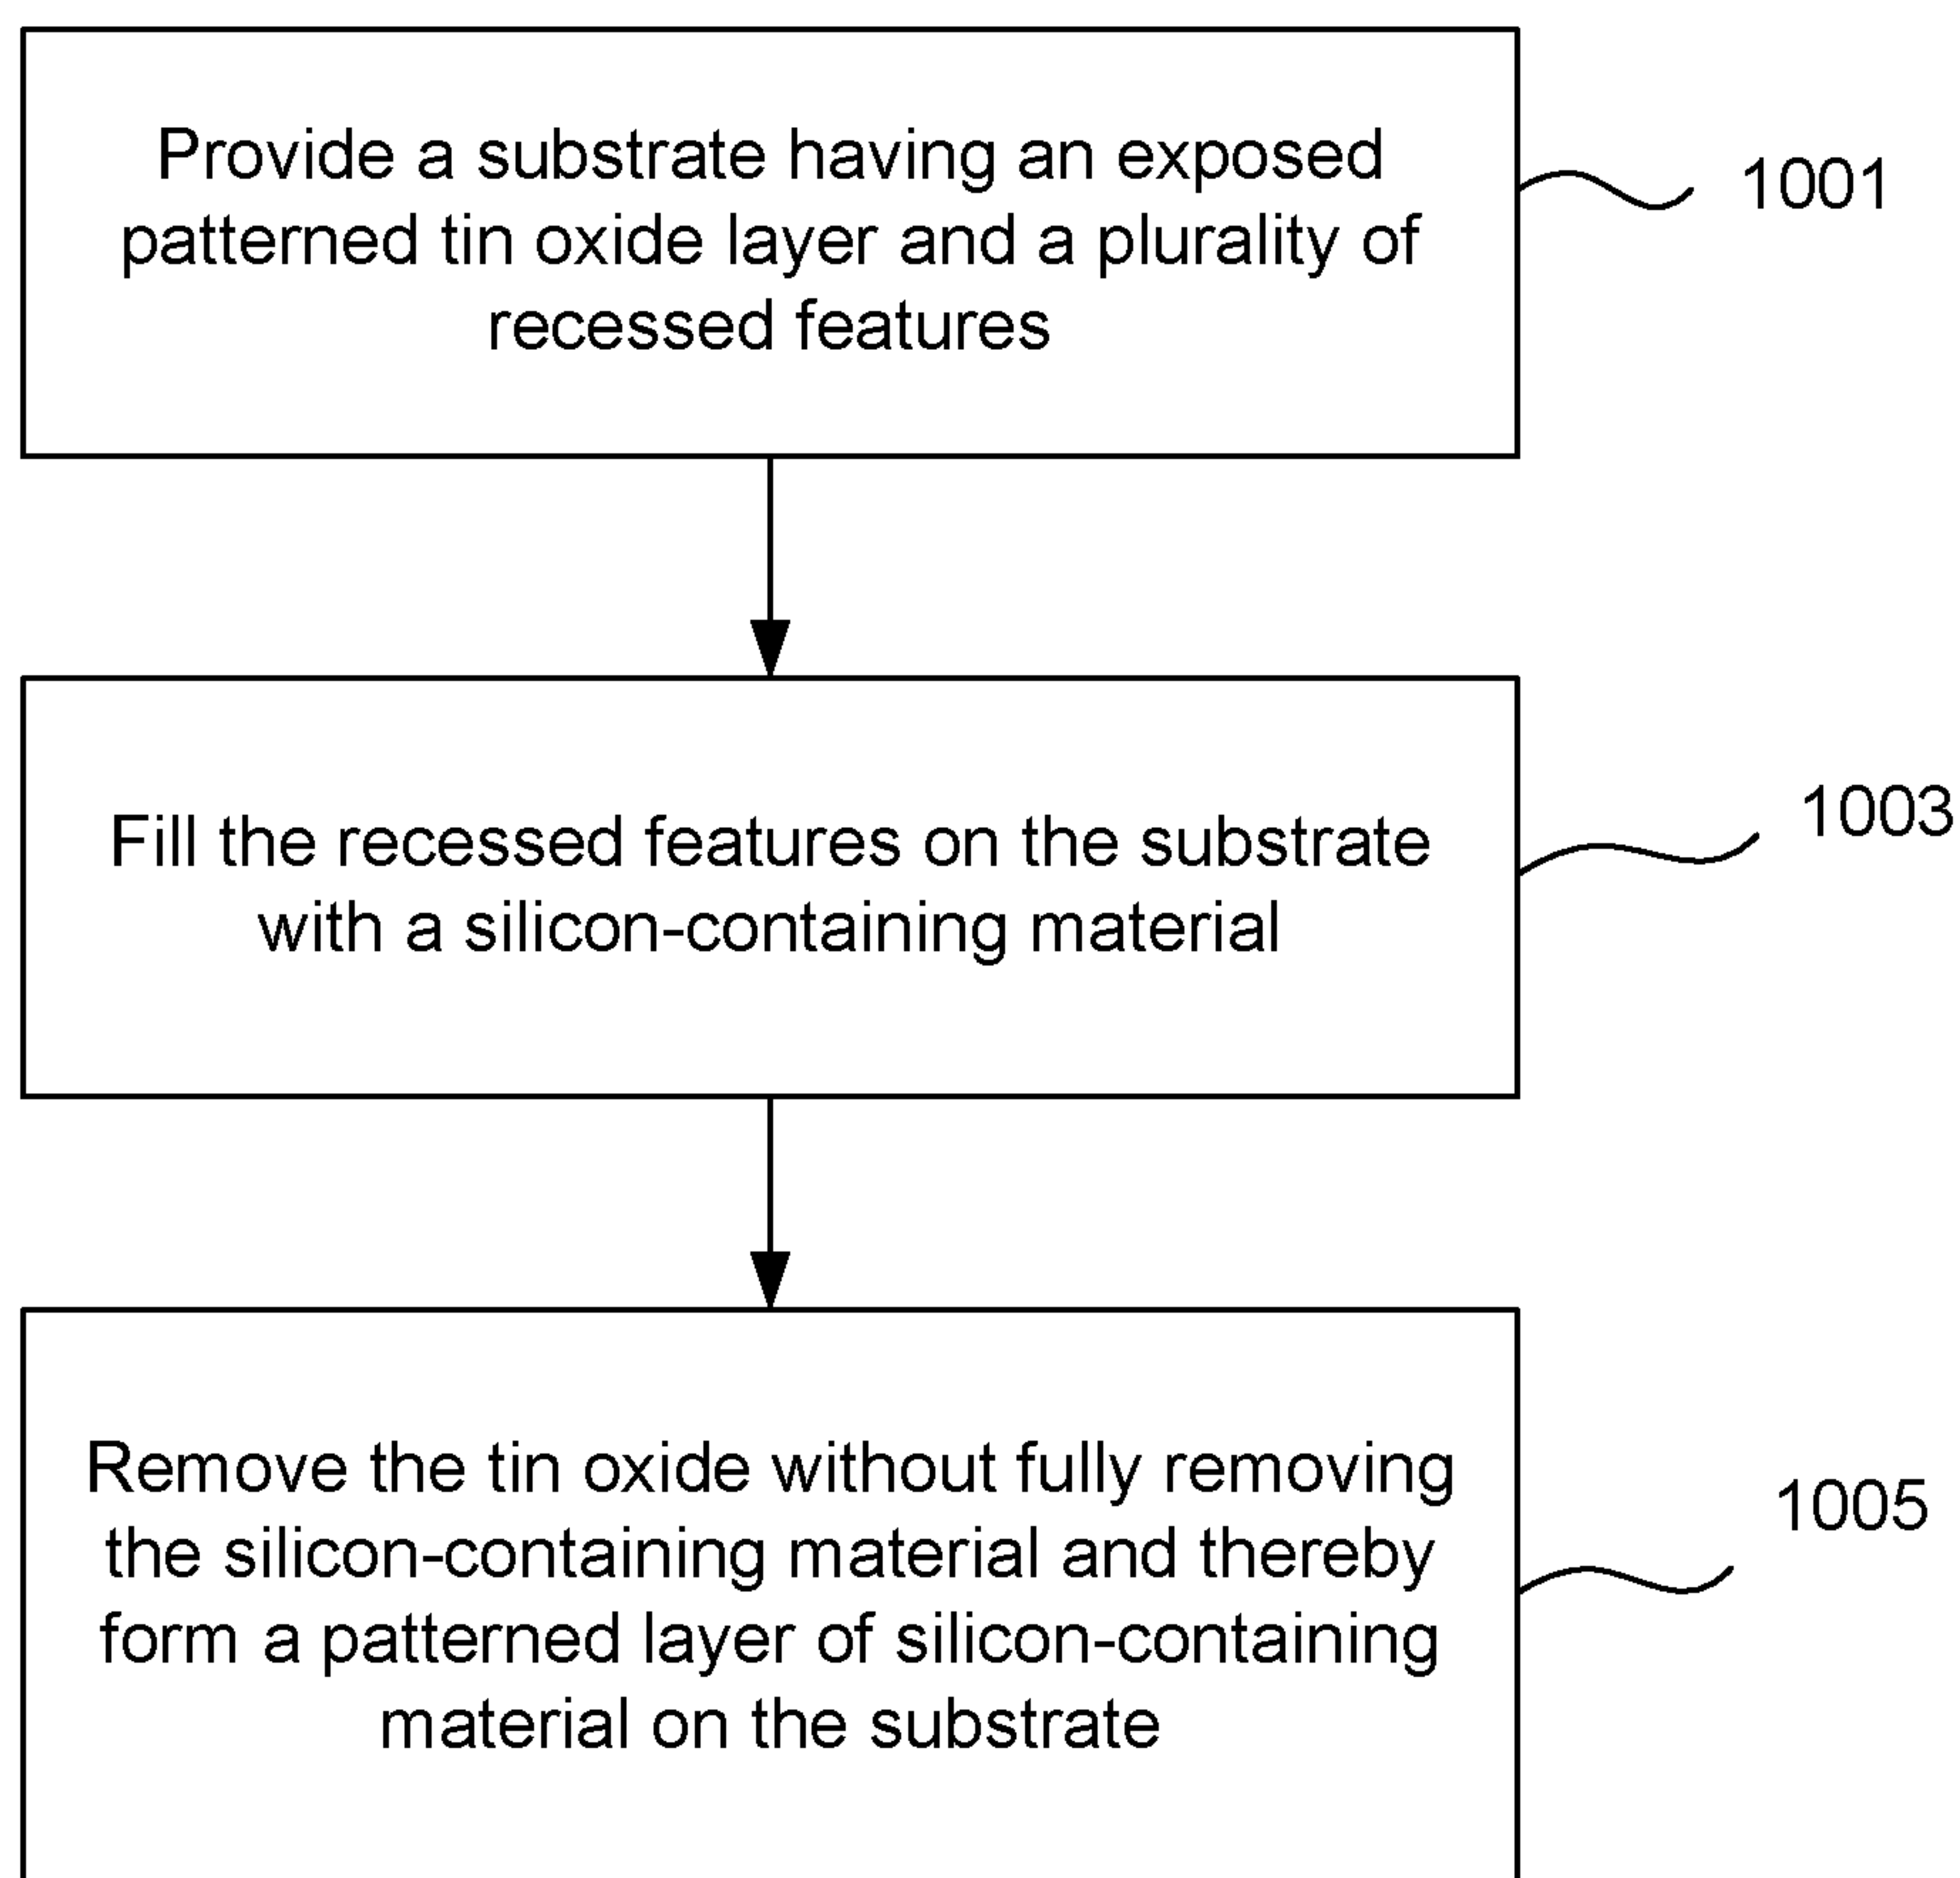 Provide a substrate having an exposed
patterned tin oxide layer and a plurality of
recessed features
1001
Fill the recessed features on the substrate
with a silicon-containing material
1003
Remove the tin oxide without fully removing
the silicon-containing material and thereby
form a patterned layer of silicon-containing
material on the substrate
1005